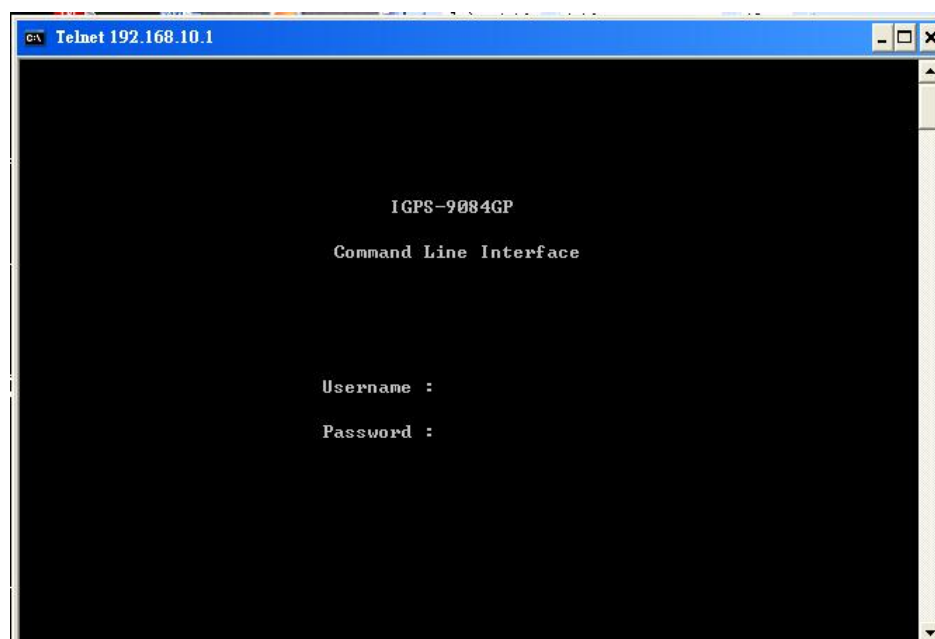 Telnet 192.168.10.1
IGPS-9084GP
Command Line Interface
Username :
Password :